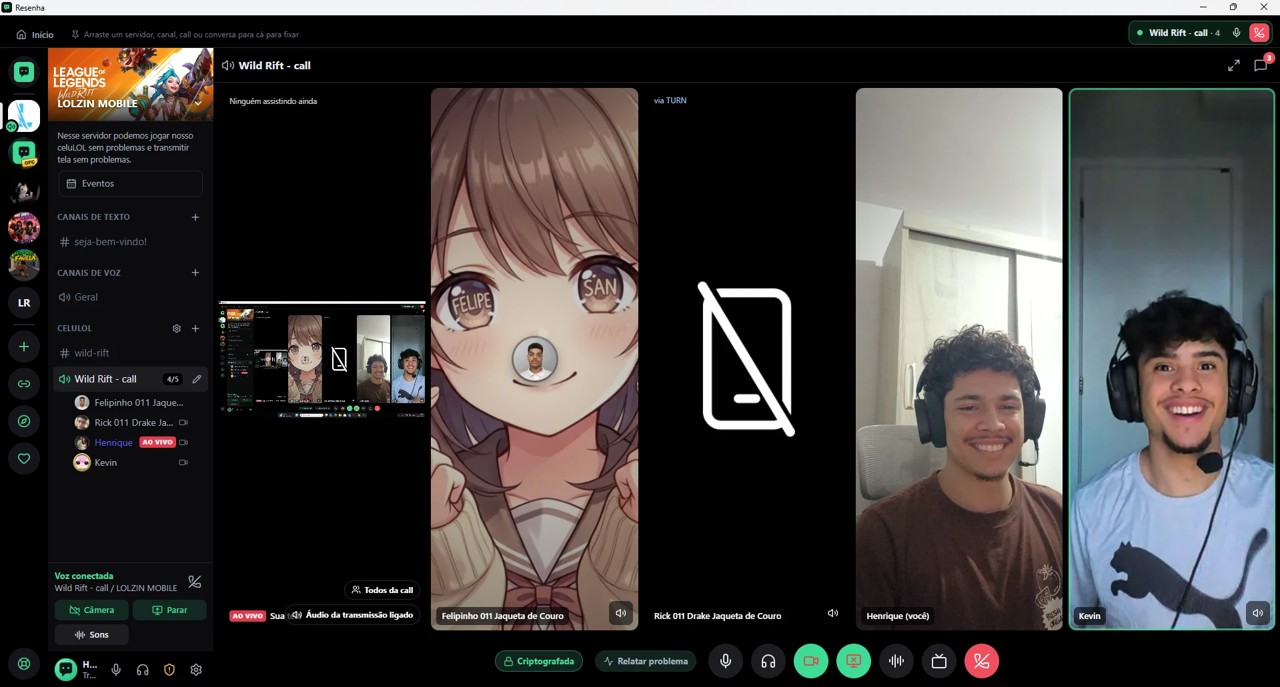 Resenha
Início
Arraste um servidor, canal, call ou conversa para cá para fixar
Wild Rift - call · 4
LEAGUE OF
LEGENDS
WILD RIFT
LOLZIN MOBILE
Nesse servidor podemos jogar nosso
celuLOL sem problemas e transmitir
tela sem problemas.
Eventos
CANAIS DE TEXTO
# seja-bem-vindo!
CANAIS DE VOZ
Geral
CELULOL
# wild-rift
Wild Rift - call 4/5
Felipinho 011 Jaque...
Rick 011 Drake Ja...
Henrique AO VIVO
Kevin
LR
Voz conectada
Wild Rift - call / LOLZIN MOBILE
Câmera
Parar
Sons
H...
Tr...
Wild Rift - call
3
Ninguém assistindo ainda
Todos da call
AO VIVO Sua
Áudio da transmissão ligado
FELIPE
SAN
Felipinho 011 Jaqueta de Couro
via TURN
Rick 011 Drake Jaqueta de Couro
Henrique (você)
Kevin
Criptografada
Relatar problema